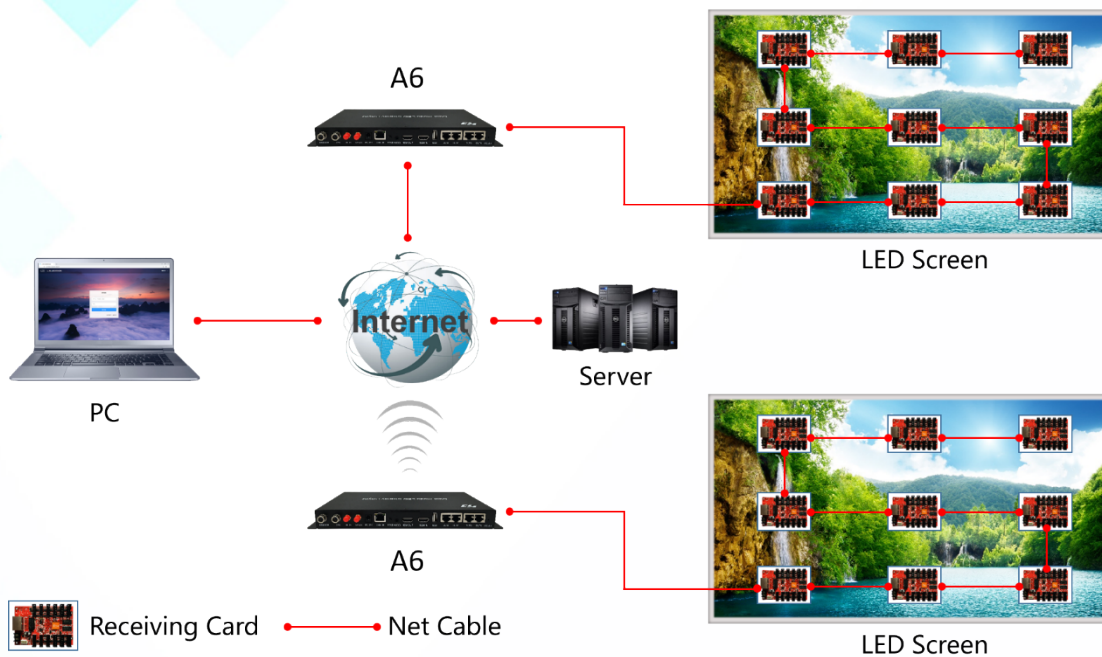 A6
LED Screen
Internet
PC
Server
A6
Receiving Card
Net Cable
LED Screen